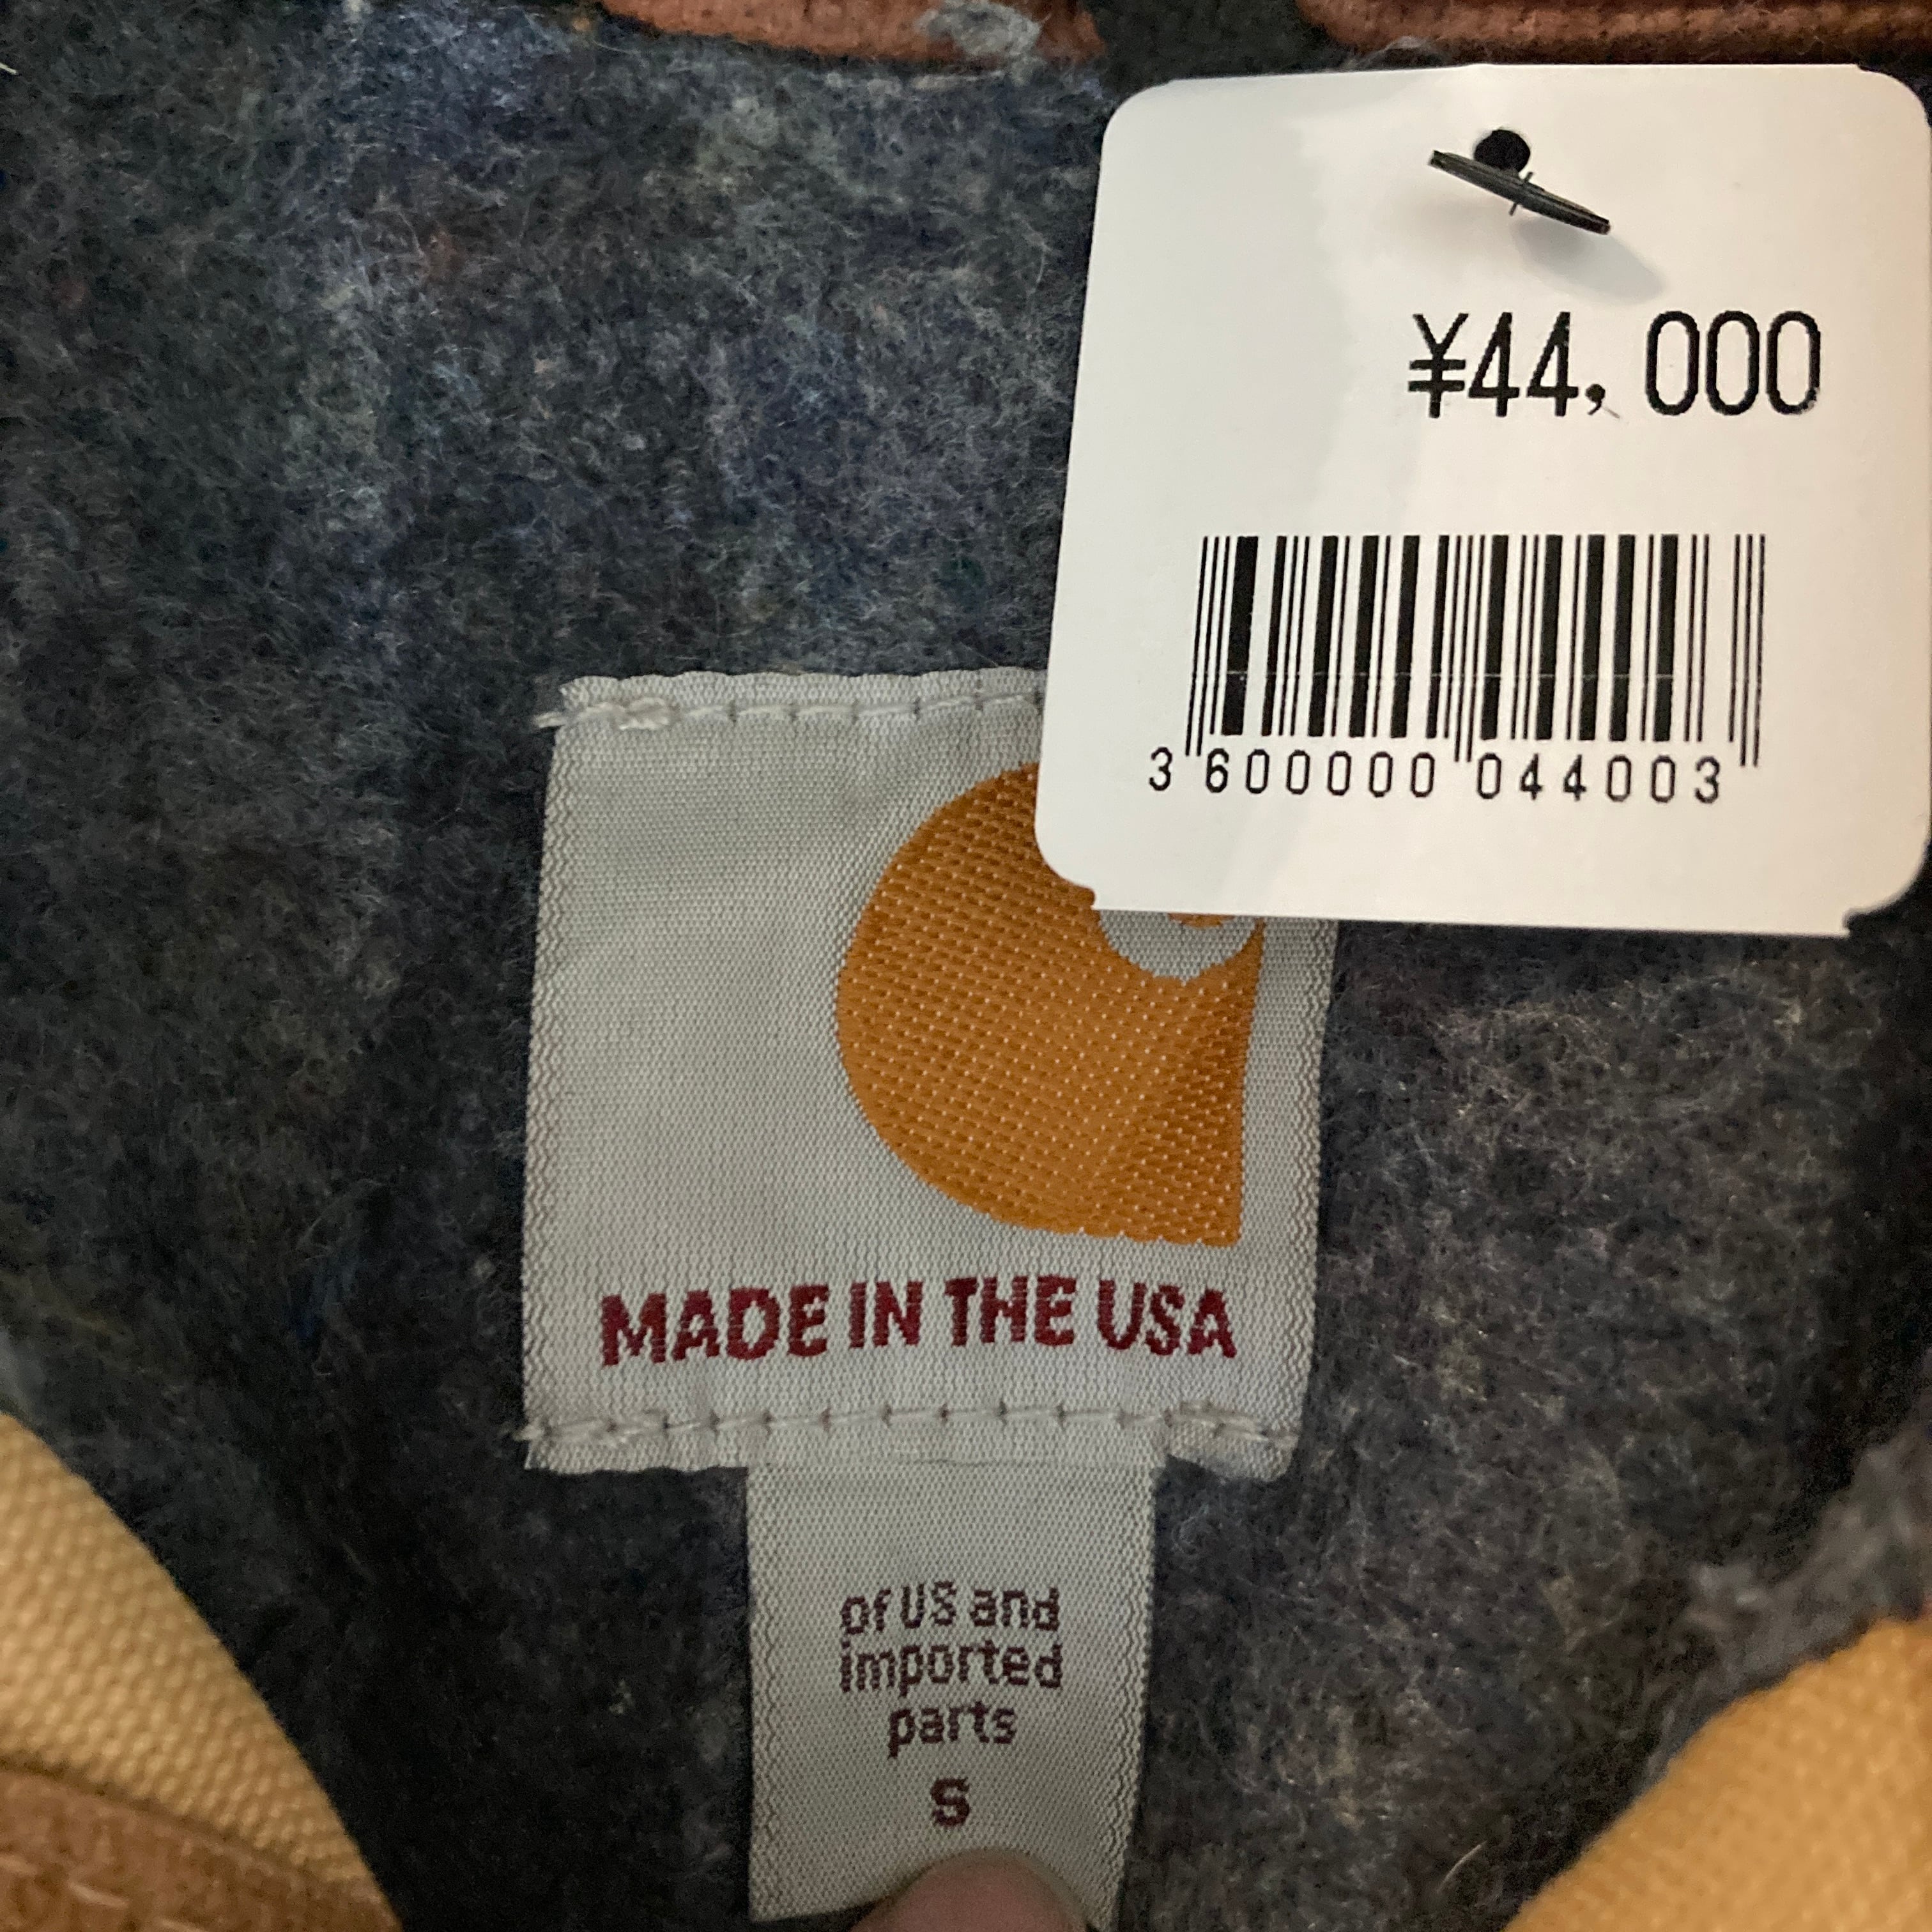 ¥44,000
3 600000 044003
MADE IN THE USA
of US and
imported
parts
S